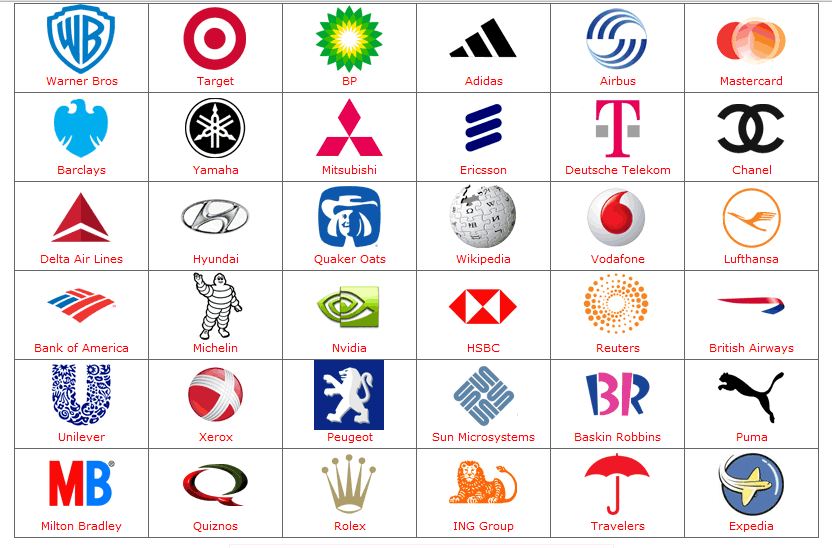 WB
Warner Bros
Target
BP
Adidas
Airbus
Mastercard
Barclays
Yamaha
Mitsubishi
Ericsson
T
Deutsche Telekom
Chanel
Delta Air Lines
Hyundai
Quaker Oats
Wikipedia
Vodafone
Lufthansa
Bank of America
Michelin
Nvidia
HSBC
Reuters
British Airways
Unilever
Xerox
Peugeot
Sun Microsystems
BR
Baskin Robbins
Puma
MB®
Milton Bradley
Quiznos
Rolex
ING Group
Travelers
Expedia